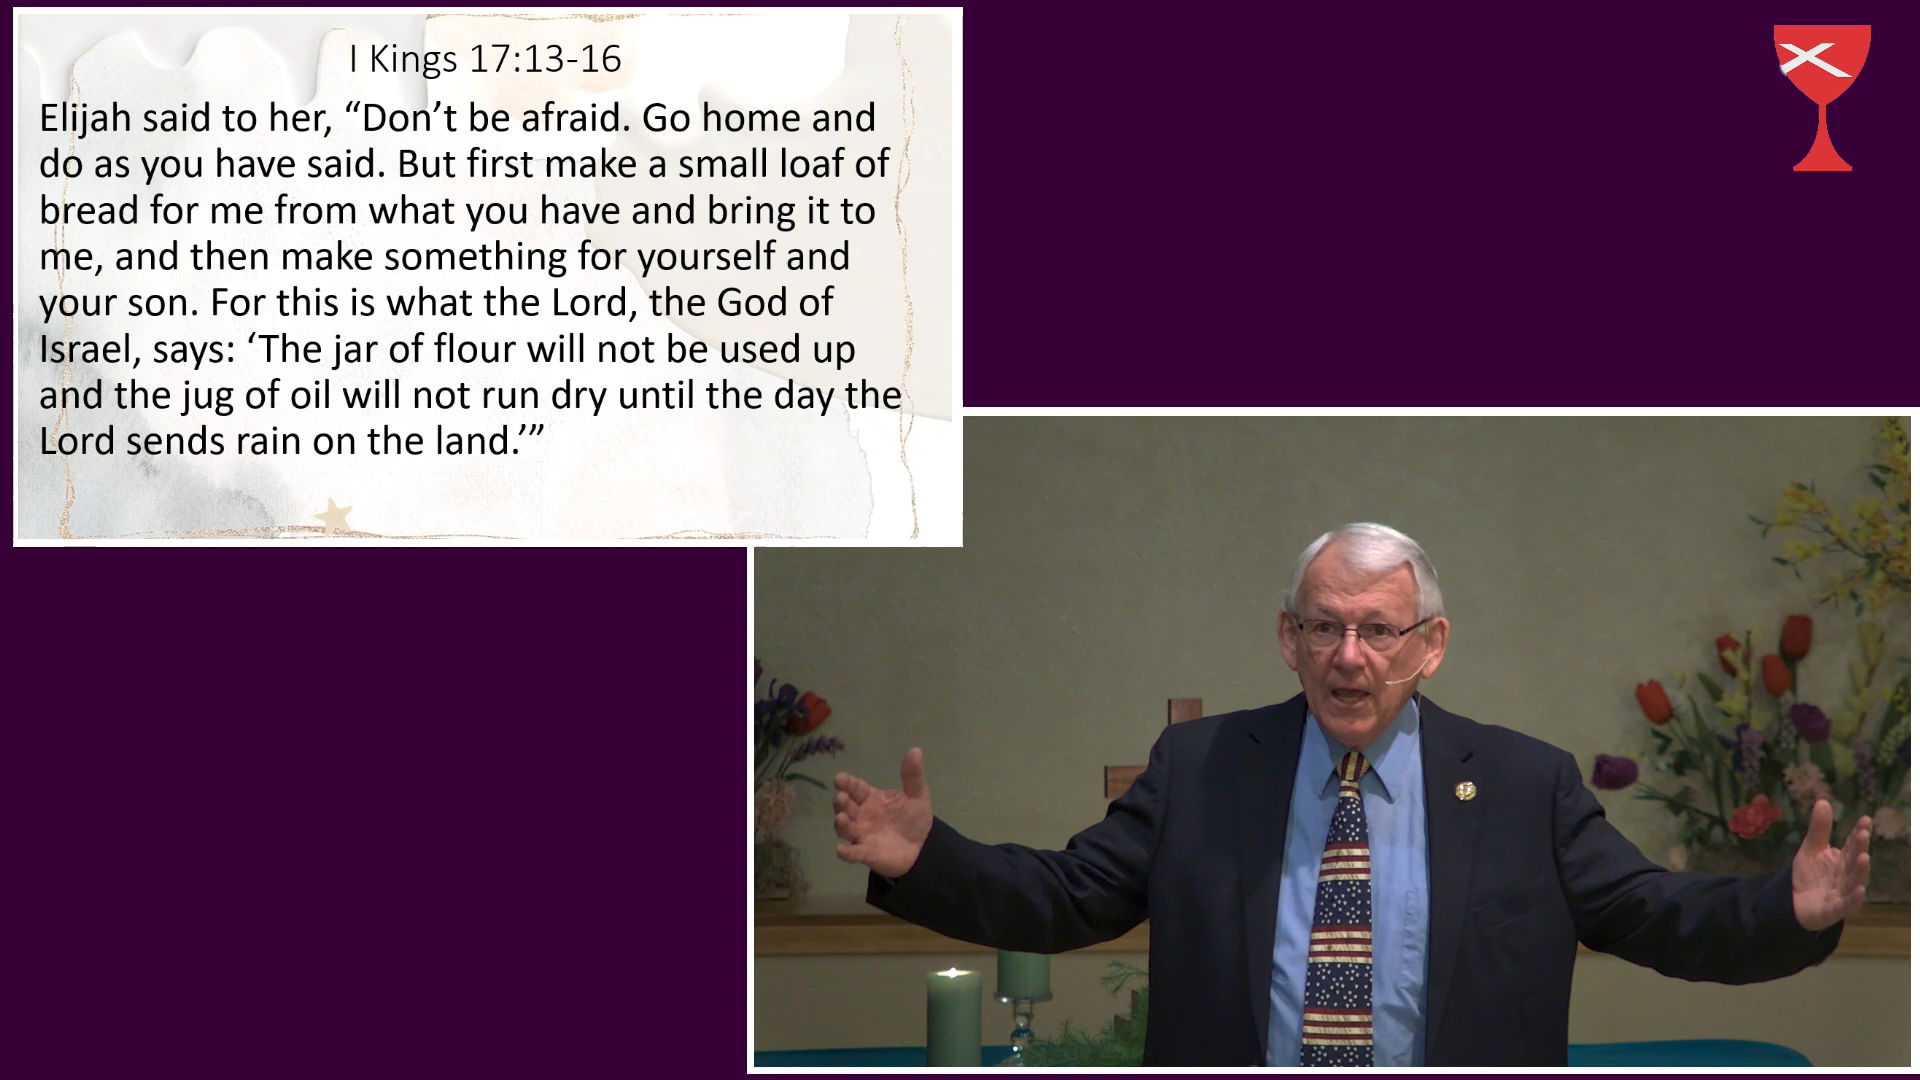 I Kings 17:13-16
Elijah said to her, “Don’t be afraid. Go home and
do as you have said. But first make a small loaf of
bread for me from what you have and bring it to
me, and then make something for yourself and
your son. For this is what the Lord, the God of
Israel, says: ‘The jar of flour will not be used up
and the jug of oil will not run dry until the day the
Lord sends rain on the land.’”